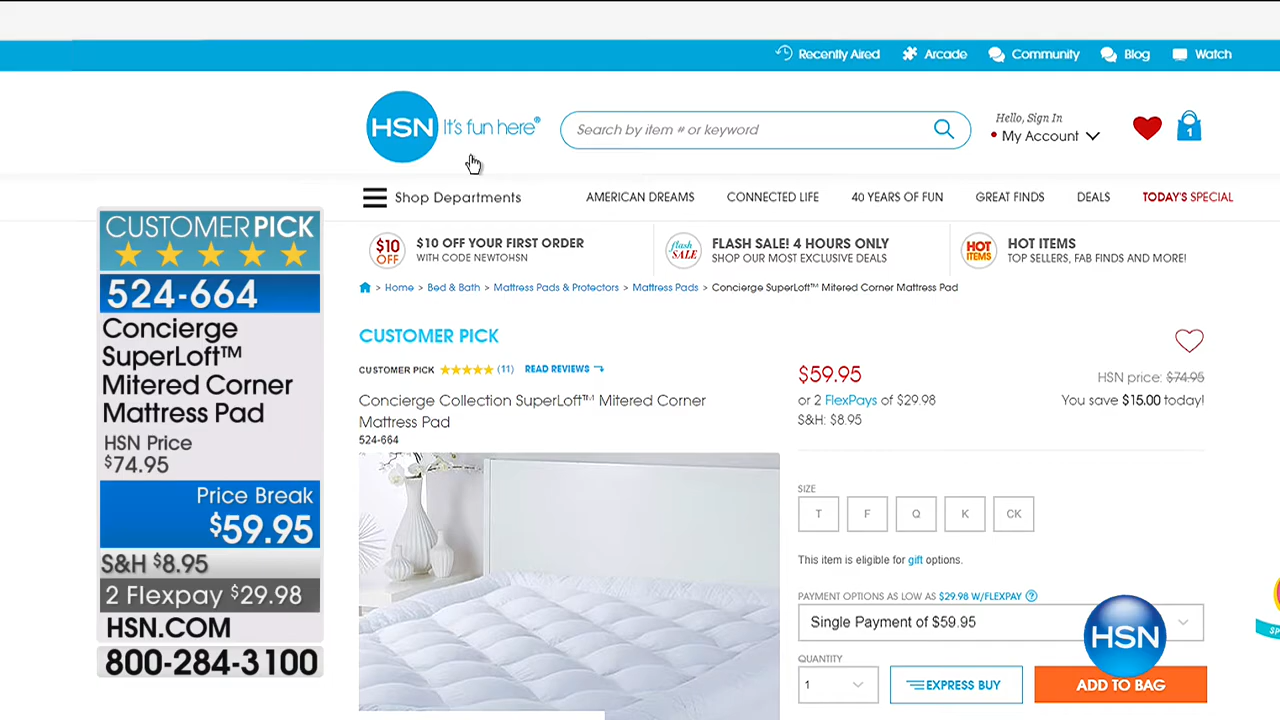 Recently Aired
Arcade
Community
Blog
Watch
HSN It's fun here®
Search by item # or keyword
Hello, Sign In
My Account
1
Shop Departments
AMERICAN DREAMS
CONNECTED LIFE
40 YEARS OF FUN
GREAT FINDS
DEALS
TODAY'S SPECIAL
$10 OFF
$10 OFF YOUR FIRST ORDER
WITH CODE NEWTOHSN
flash SALE
FLASH SALE! 4 HOURS ONLY
SHOP OUR MOST EXCLUSIVE DEALS
HOT ITEMS
HOT ITEMS
TOP SELLERS, FAB FINDS AND MORE!
> Home > Bed & Bath > Mattress Pads & Protectors > Mattress Pads > Concierge SuperLoft™ Mitered Corner Mattress Pad
CUSTOMER PICK
524-664
Concierge
SuperLoft™
Mitered Corner
Mattress Pad
HSN Price
$74.95
Price Break
$59.95
S&H $8.95
2 Flexpay $29.98
HSN.COM
800-284-3100
CUSTOMER PICK
CUSTOMER PICK (11) READ REVIEWS
Concierge Collection SuperLoft™ Mitered Corner
Mattress Pad
524-664
$59.95
HSN price: $74.95
or 2 FlexPays of $29.98
You save $15.00 today!
S&H: $8.95
SIZE
T F Q K CK
This item is eligible for gift options.
PAYMENT OPTIONS AS LOW AS $29.98 W/FLEXPAY ?
Single Payment of $59.95
HSN
QUANTITY
1
EXPRESS BUY
ADD TO BAG